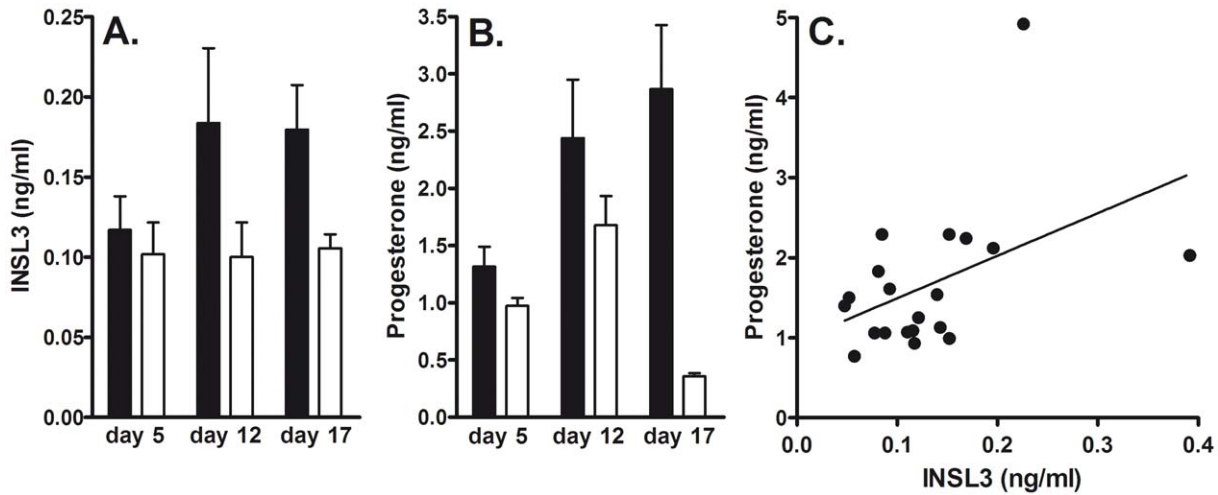 A.
INSL3 (ng/ml)
0.25
0.20
0.15
0.10
0.05
0.00
day 5 day 12 day 17
B.
Progesterone (ng/ml)
3.5
3.0
2.5
2.0
1.5
1.0
0.5
0.0
day 5 day 12 day 17
C.
Progesterone (ng/ml)
5
4
3
2
1
0
0.0 0.1 0.2 0.3 0.4
INSL3 (ng/ml)